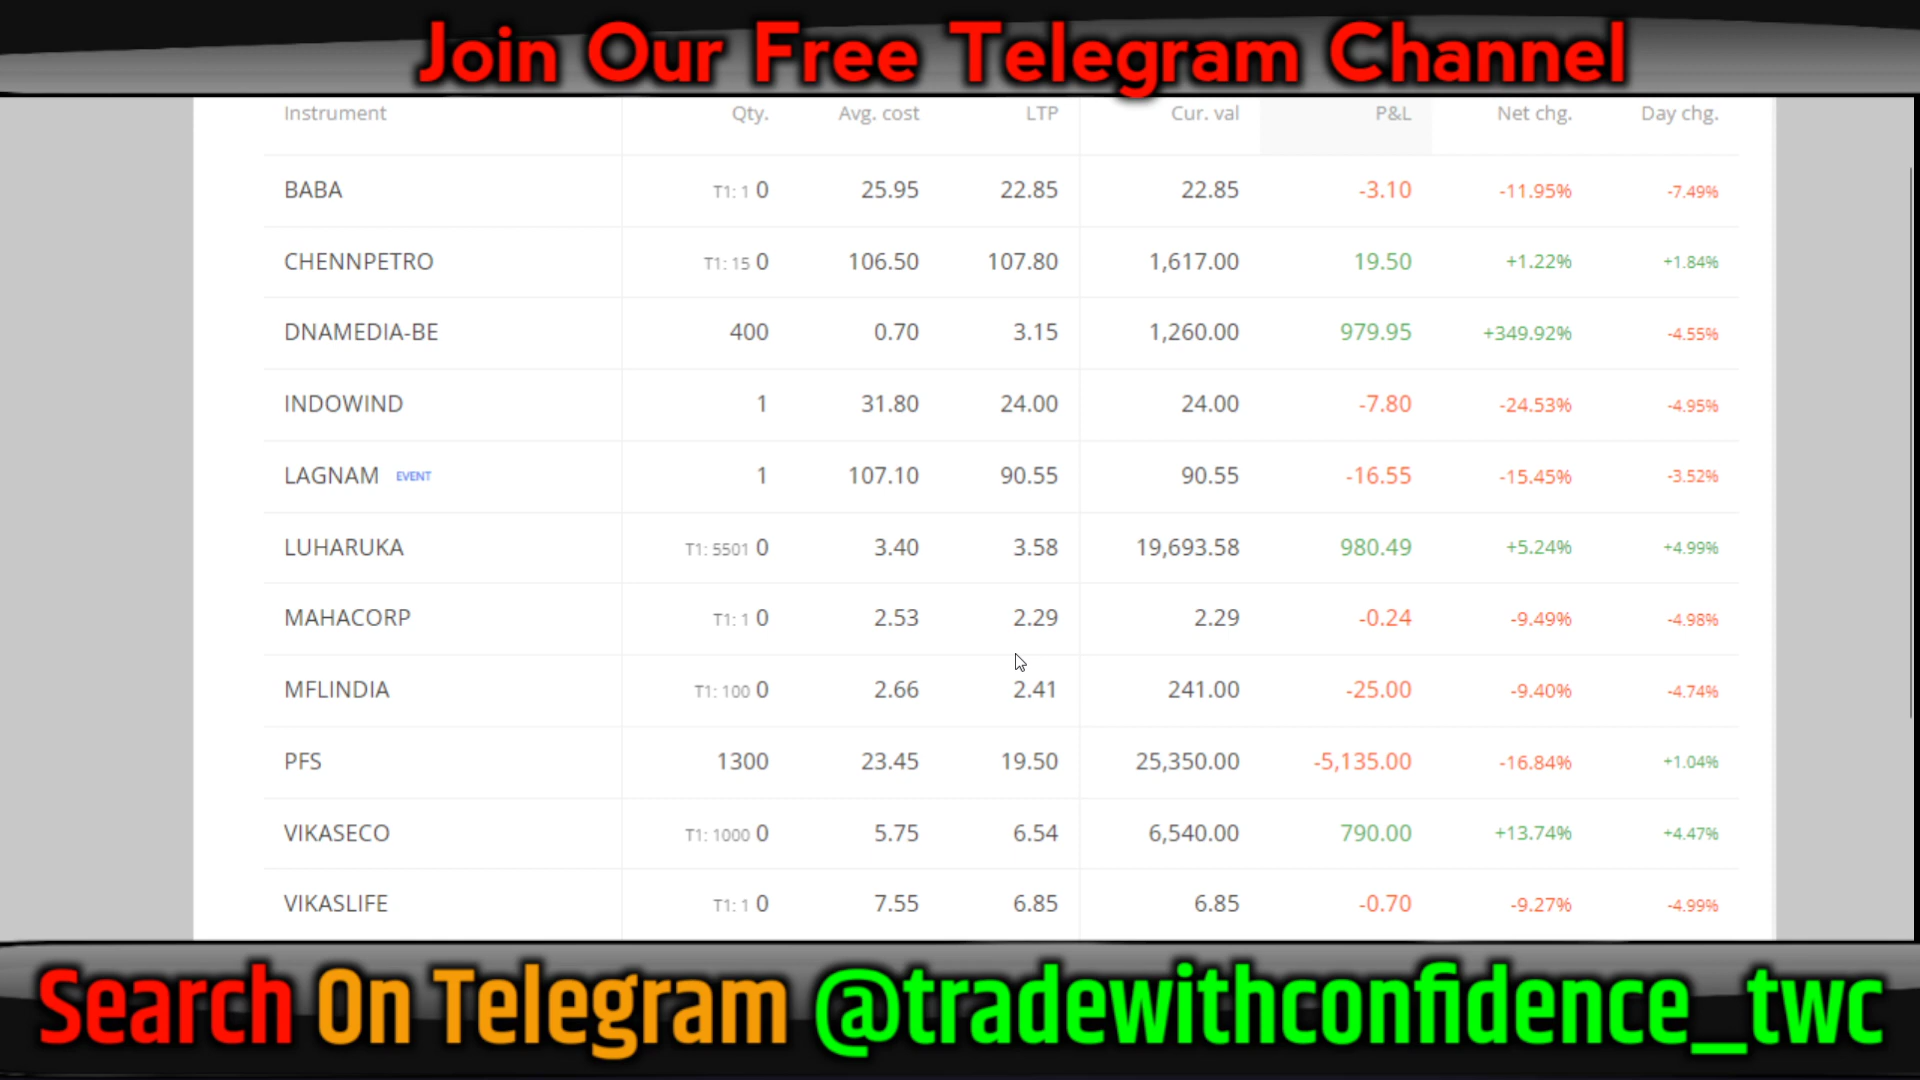 Join Our Free Telegram Channel
Instrument Qty. Avg. cost LTP Cur. val P&L Net chg. Day chg.
BABA T1: 1 0 25.95 22.85 22.85 -3.10 -11.95% -7.49%
CHENNPETRO T1: 15 0 106.50 107.80 1,617.00 19.50 +1.22% +1.84%
DNAMEDIA-BE 400 0.70 3.15 1,260.00 979.95 +349.92% -4.55%
INDOWIND 1 31.80 24.00 24.00 -7.80 -24.53% -4.95%
LAGNAM EVENT 1 107.10 90.55 90.55 -16.55 -15.45% -3.52%
LUHARUKA T1: 5501 0 3.40 3.58 19,693.58 980.49 +5.24% +4.99%
MAHACORP T1: 1 0 2.53 2.29 2.29 -0.24 -9.49% -4.98%
MFLINDIA T1: 100 0 2.66 2.41 241.00 -25.00 -9.40% -4.74%
PFS 1300 23.45 19.50 25,350.00 -5,135.00 -16.84% +1.04%
VIKASECO T1: 1000 0 5.75 6.54 6,540.00 790.00 +13.74% +4.47%
VIKASLIFE T1: 1 0 7.55 6.85 6.85 -0.70 -9.27% -4.99%
Search On Telegram @tradewithconfidence_twc